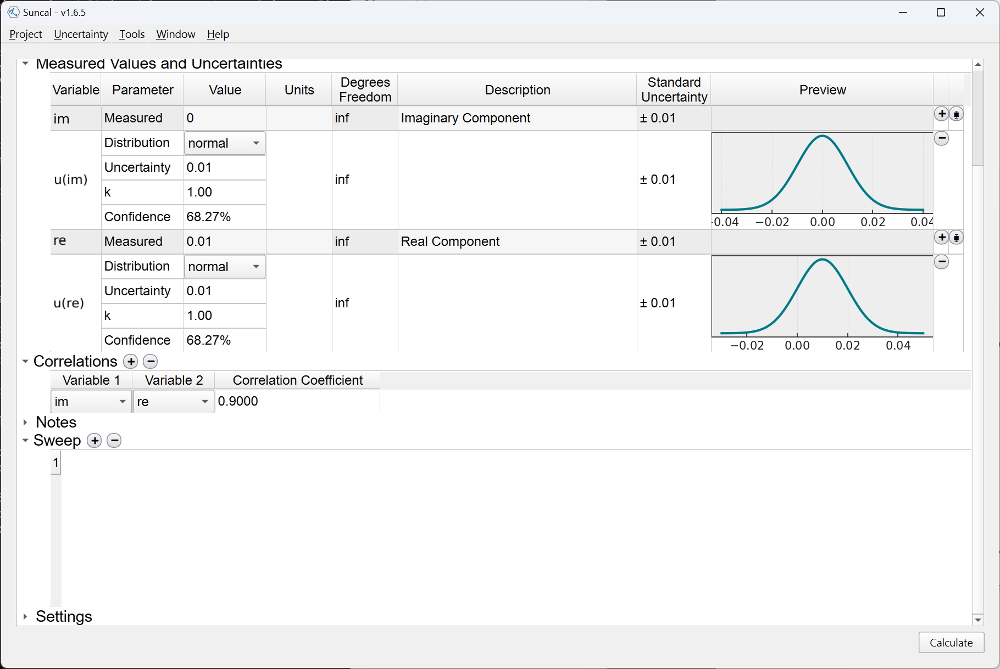 Suncal - v1.6.5
Project Uncertainty Tools Window Help
Measured Values and Uncertainties
Variable Parameter Value Units Degrees Freedom Description Standard Uncertainty Preview
im Measured 0 inf Imaginary Component ± 0.01
u(im) Distribution normal inf ± 0.01
Uncertainty 0.01
k 1.00
Confidence 68.27%
-0.04 −0.02 0.00 0.02 0.04
re Measured 0.01 inf Real Component ± 0.01
u(re) Distribution normal inf ± 0.01
Uncertainty 0.01
k 1.00
Confidence 68.27%
−0.02 0.00 0.02 0.04
Correlations
Variable 1 Variable 2 Correlation Coefficient
im re 0.9000
Notes
Sweep
1
Settings
Calculate